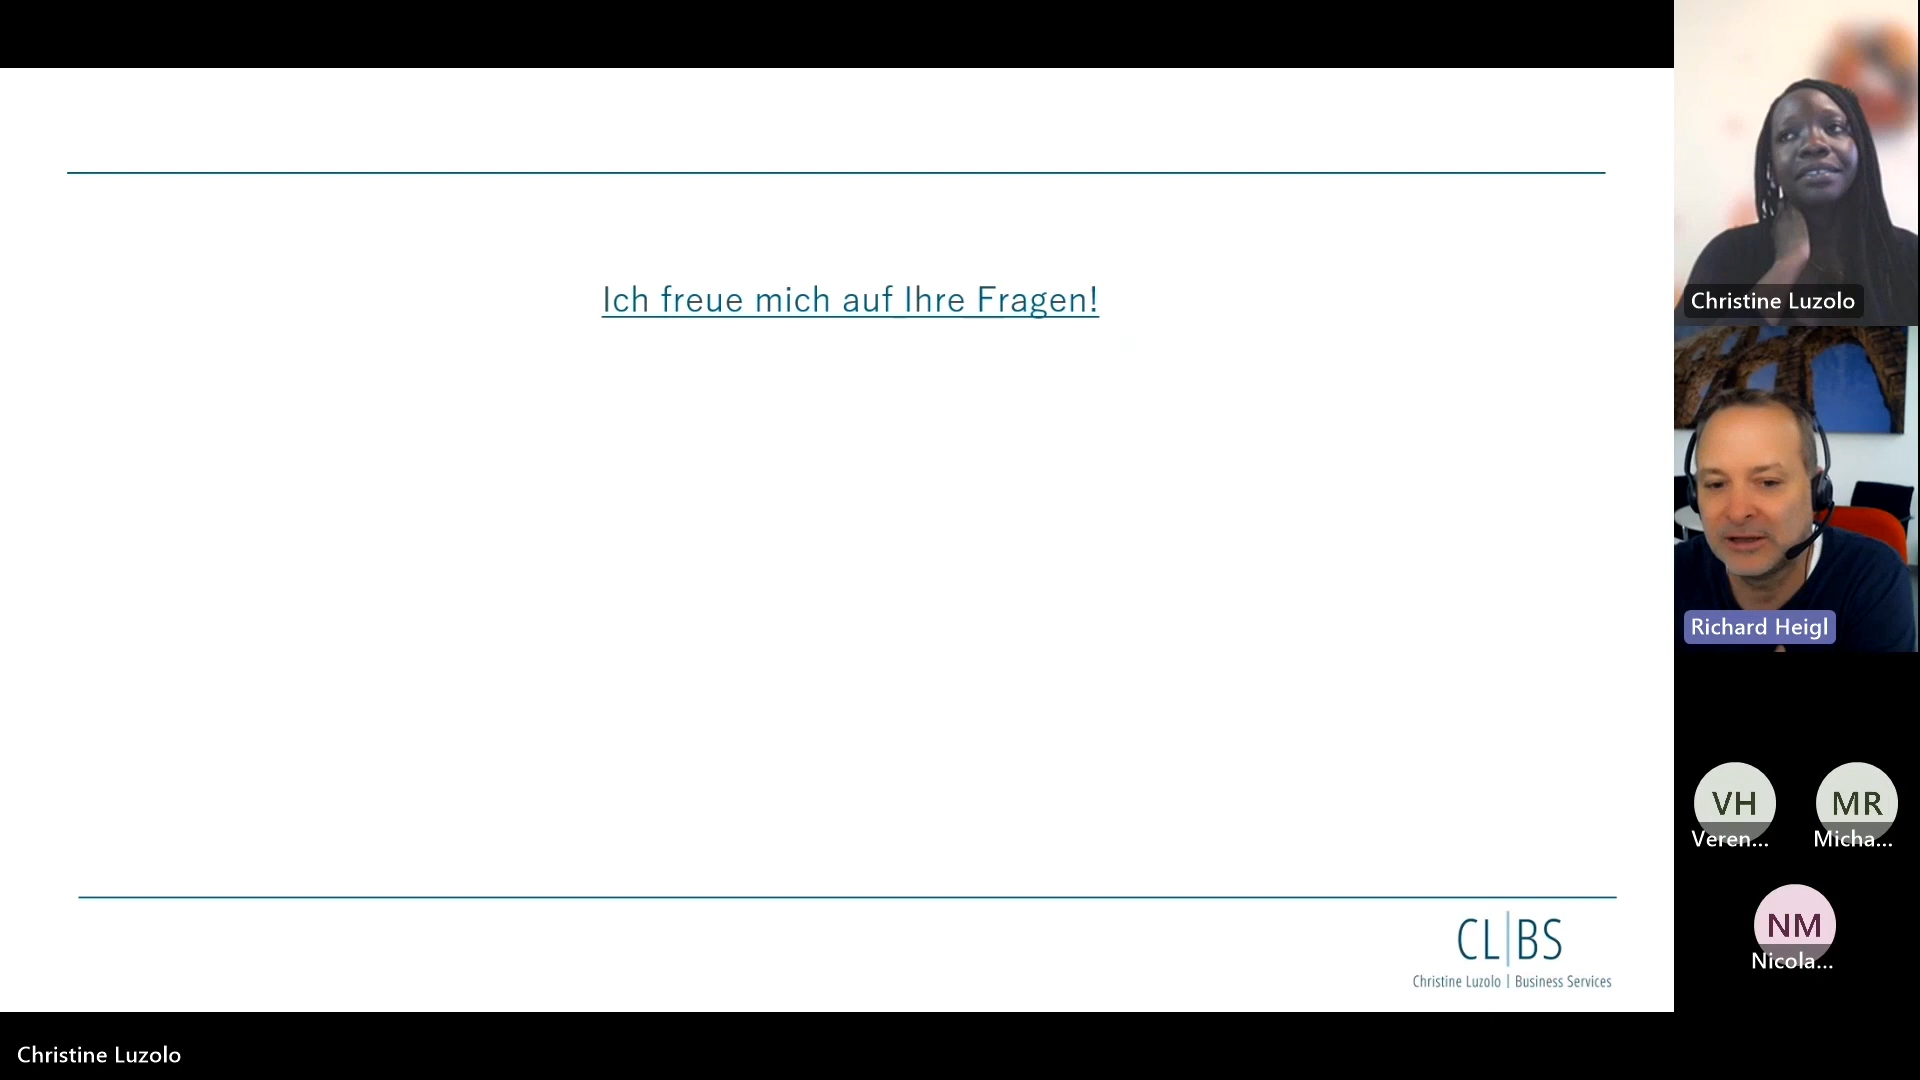 Ich freue mich auf Ihre Fragen!
CL|BS
Christine Luzolo | Business Services
Christine Luzolo
Christine Luzolo
Richard Heigl
VH
Veren...
MR
Micha...
NM
Nicola...